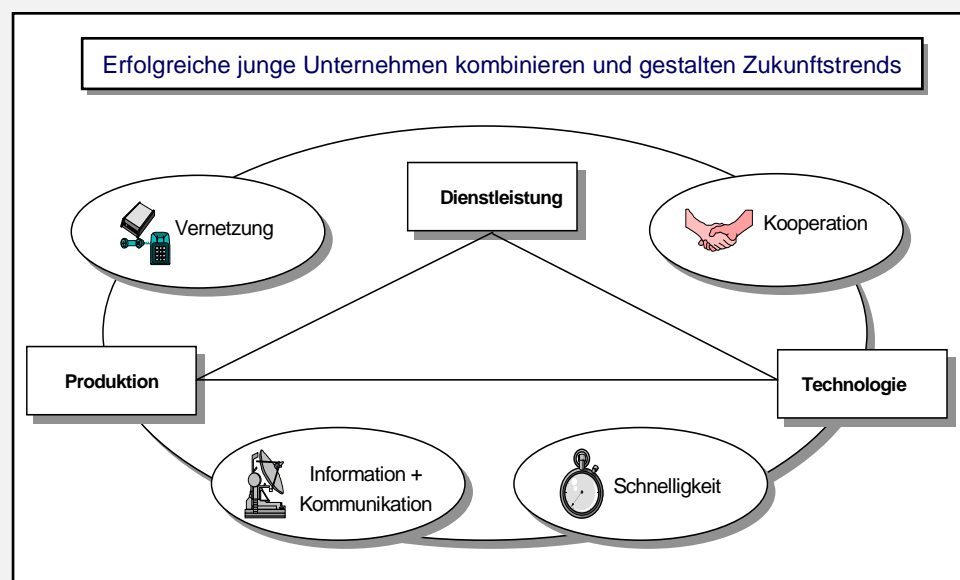 Erfolgreiche junge Unternehmen kombinieren und gestalten Zukunftstrends
Dienstleistung
Vernetzung
Kooperation
Produktion
Technologie
Information +
Kommunikation
Schnelligkeit